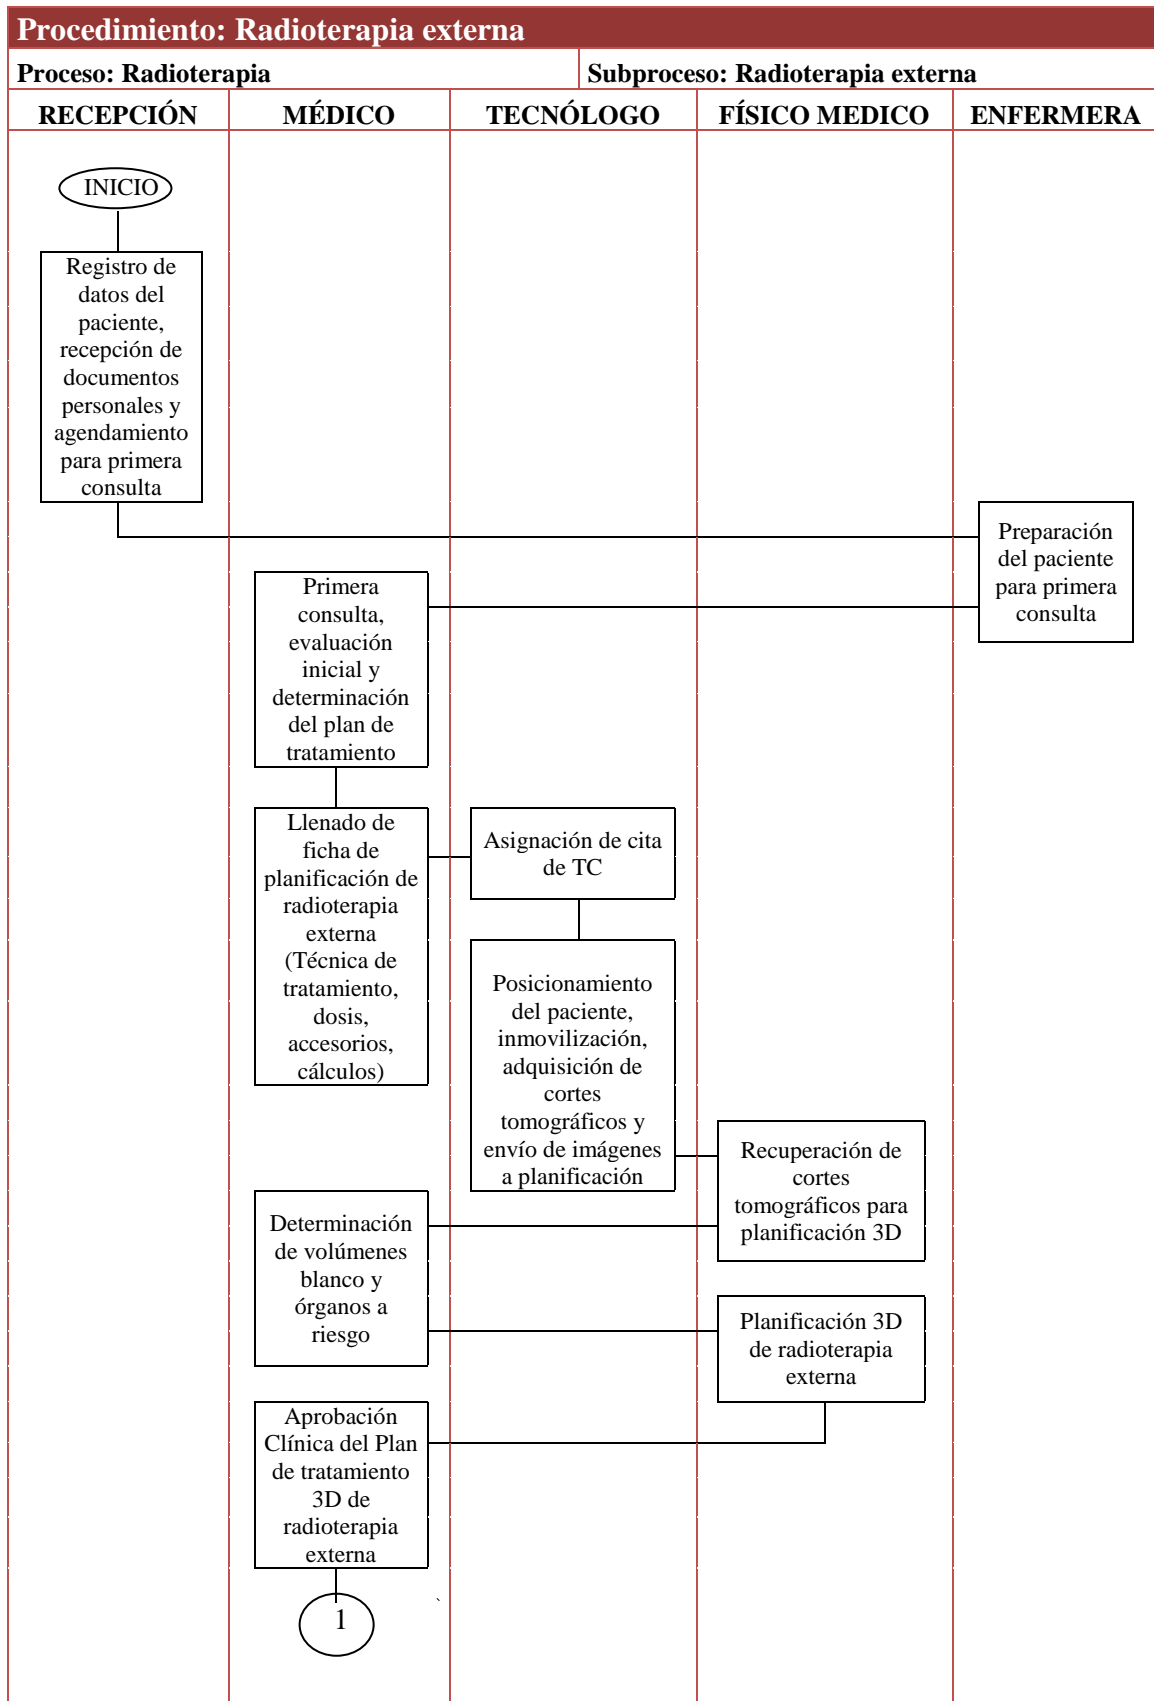 Procedimiento: Radioterapia externa
Proceso: Radioterapia
Subproceso: Radioterapia externa
RECEPCIÓN
MÉDICO
TECNÓLOGO
FÍSICO MEDICO
ENFERMERA
INICIO
Registro de
datos del
paciente,
recepción de
documentos
personales y
agendamiento
para primera
consulta
Preparación
del paciente
para primera
consulta
Primera
consulta,
evaluación
inicial y
determinación
del plan de
tratamiento
Llenado de
ficha de
planificación de
radioterapia
externa
(Técnica de
tratamiento,
dosis,
accesorios,
cálculos)
Asignación de cita
de TC
Posicionamiento
del paciente,
inmovilización,
adquisición de
cortes
tomográficos y
envío de imágenes
a planificación
Recuperación de
cortes
tomográficos para
planificación 3D
Determinación
de volúmenes
blanco y
órganos a
riesgo
Planificación 3D
de radioterapia
externa
Aprobación
Clínica del Plan
de tratamiento
3D de
radioterapia
externa
1
`